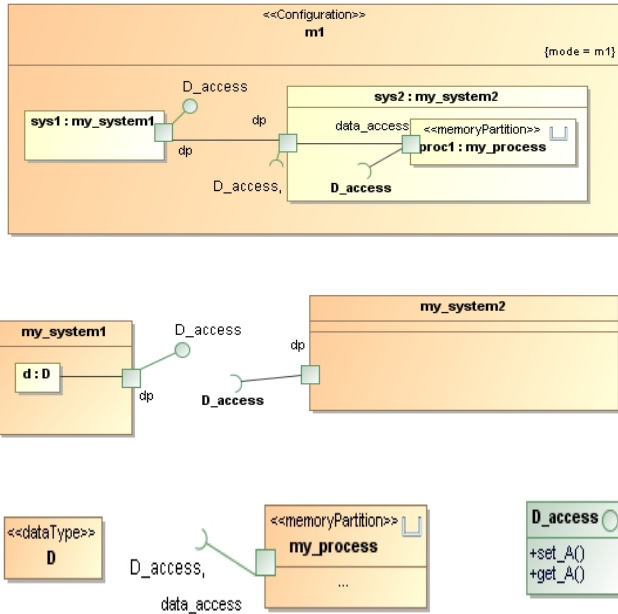 <<Configuration>>
m1
{mode = m1}
D_access
sys2 : my_system2
sys1 : my_system1
dp
data_access
<<memoryPartition>>
proc1 : my_process
dp
D_access,
D_access
my_system2
my_system1
D_access
dp
d : D
dp
D_access
<<dataType>>
D
D_access,
data_access
<<memoryPartition>>
my_process
...
D_access
+set_A()
+get_A()